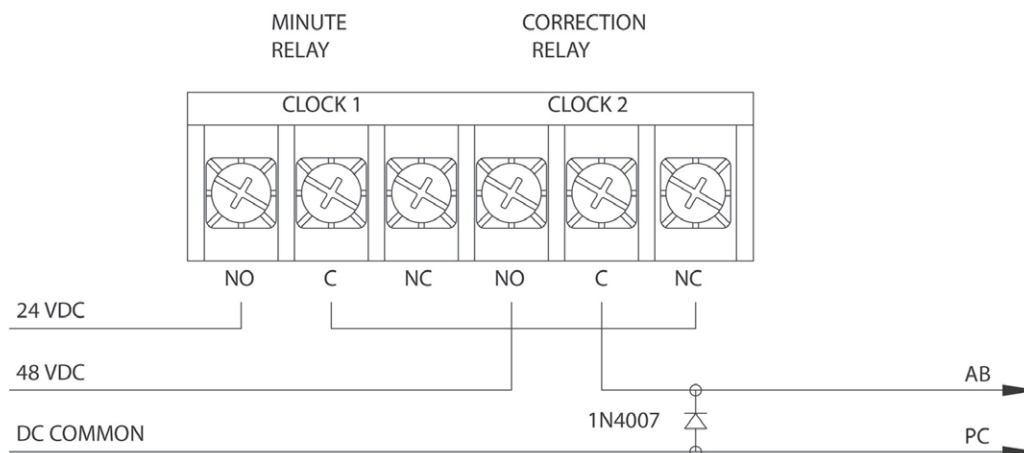 MINUTE
RELAY
CORRECTION
RELAY
CLOCK 1
CLOCK 2
NO C NC NO C NC
24 VDC
48 VDC
AB
1N4007
DC COMMON
PC